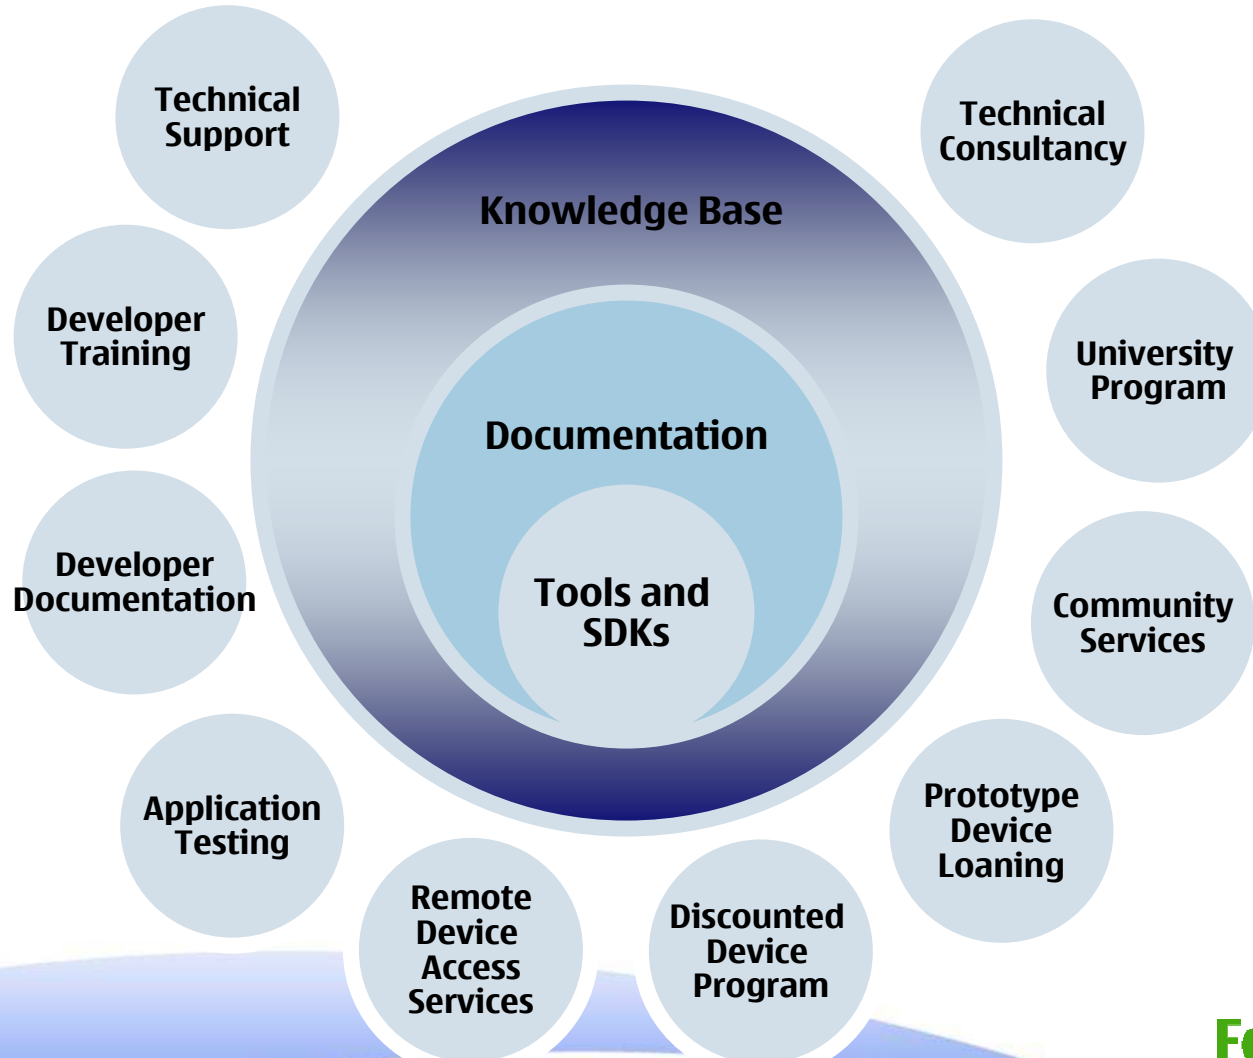 Technical
Support
Technical
Consultancy
Knowledge Base
Developer
Training
University
Program
Documentation
Developer
Documentation
Tools and
SDKs
Community
Services
Application
Testing
Prototype
Device
Loaning
Remote
Device
Access
Services
Discounted
Device
Program